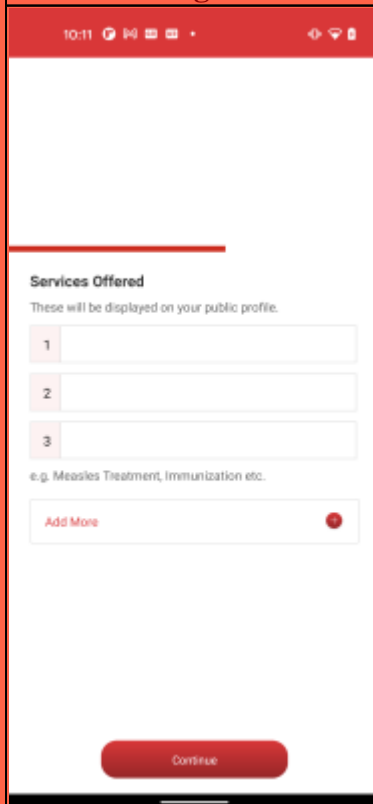 10:11
Services Offered
These will be displayed on your public profile.
1
2
3
e.g. Measles Treatment, Immunization etc.
Add More
Continue